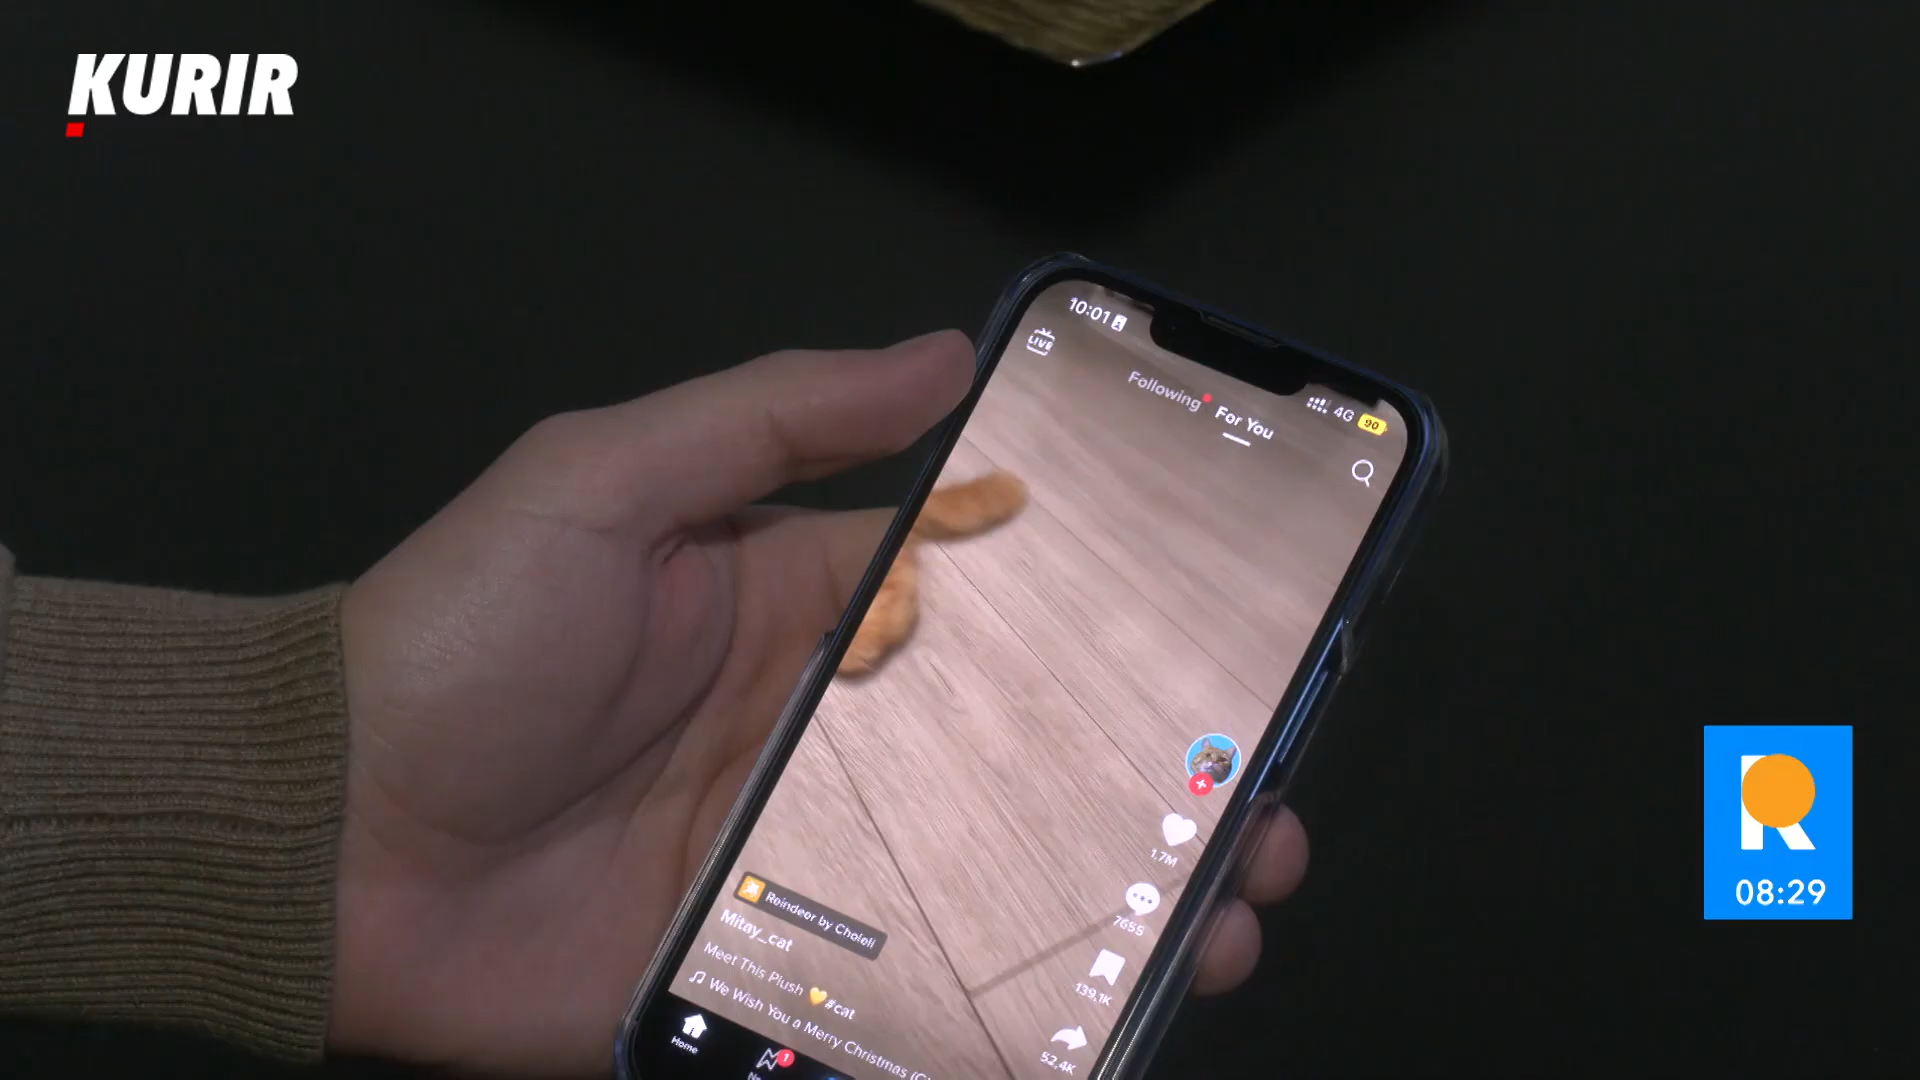 KURIR
10:01
LIVE
Following
For You
4G
90
1,7M
7655
139,1K
52,4K
Reindeer by Choleli
Mitay_cat
Meet This Plush 💛#cat
We Wish You a Merry Christmas
Home
1
R
08:29